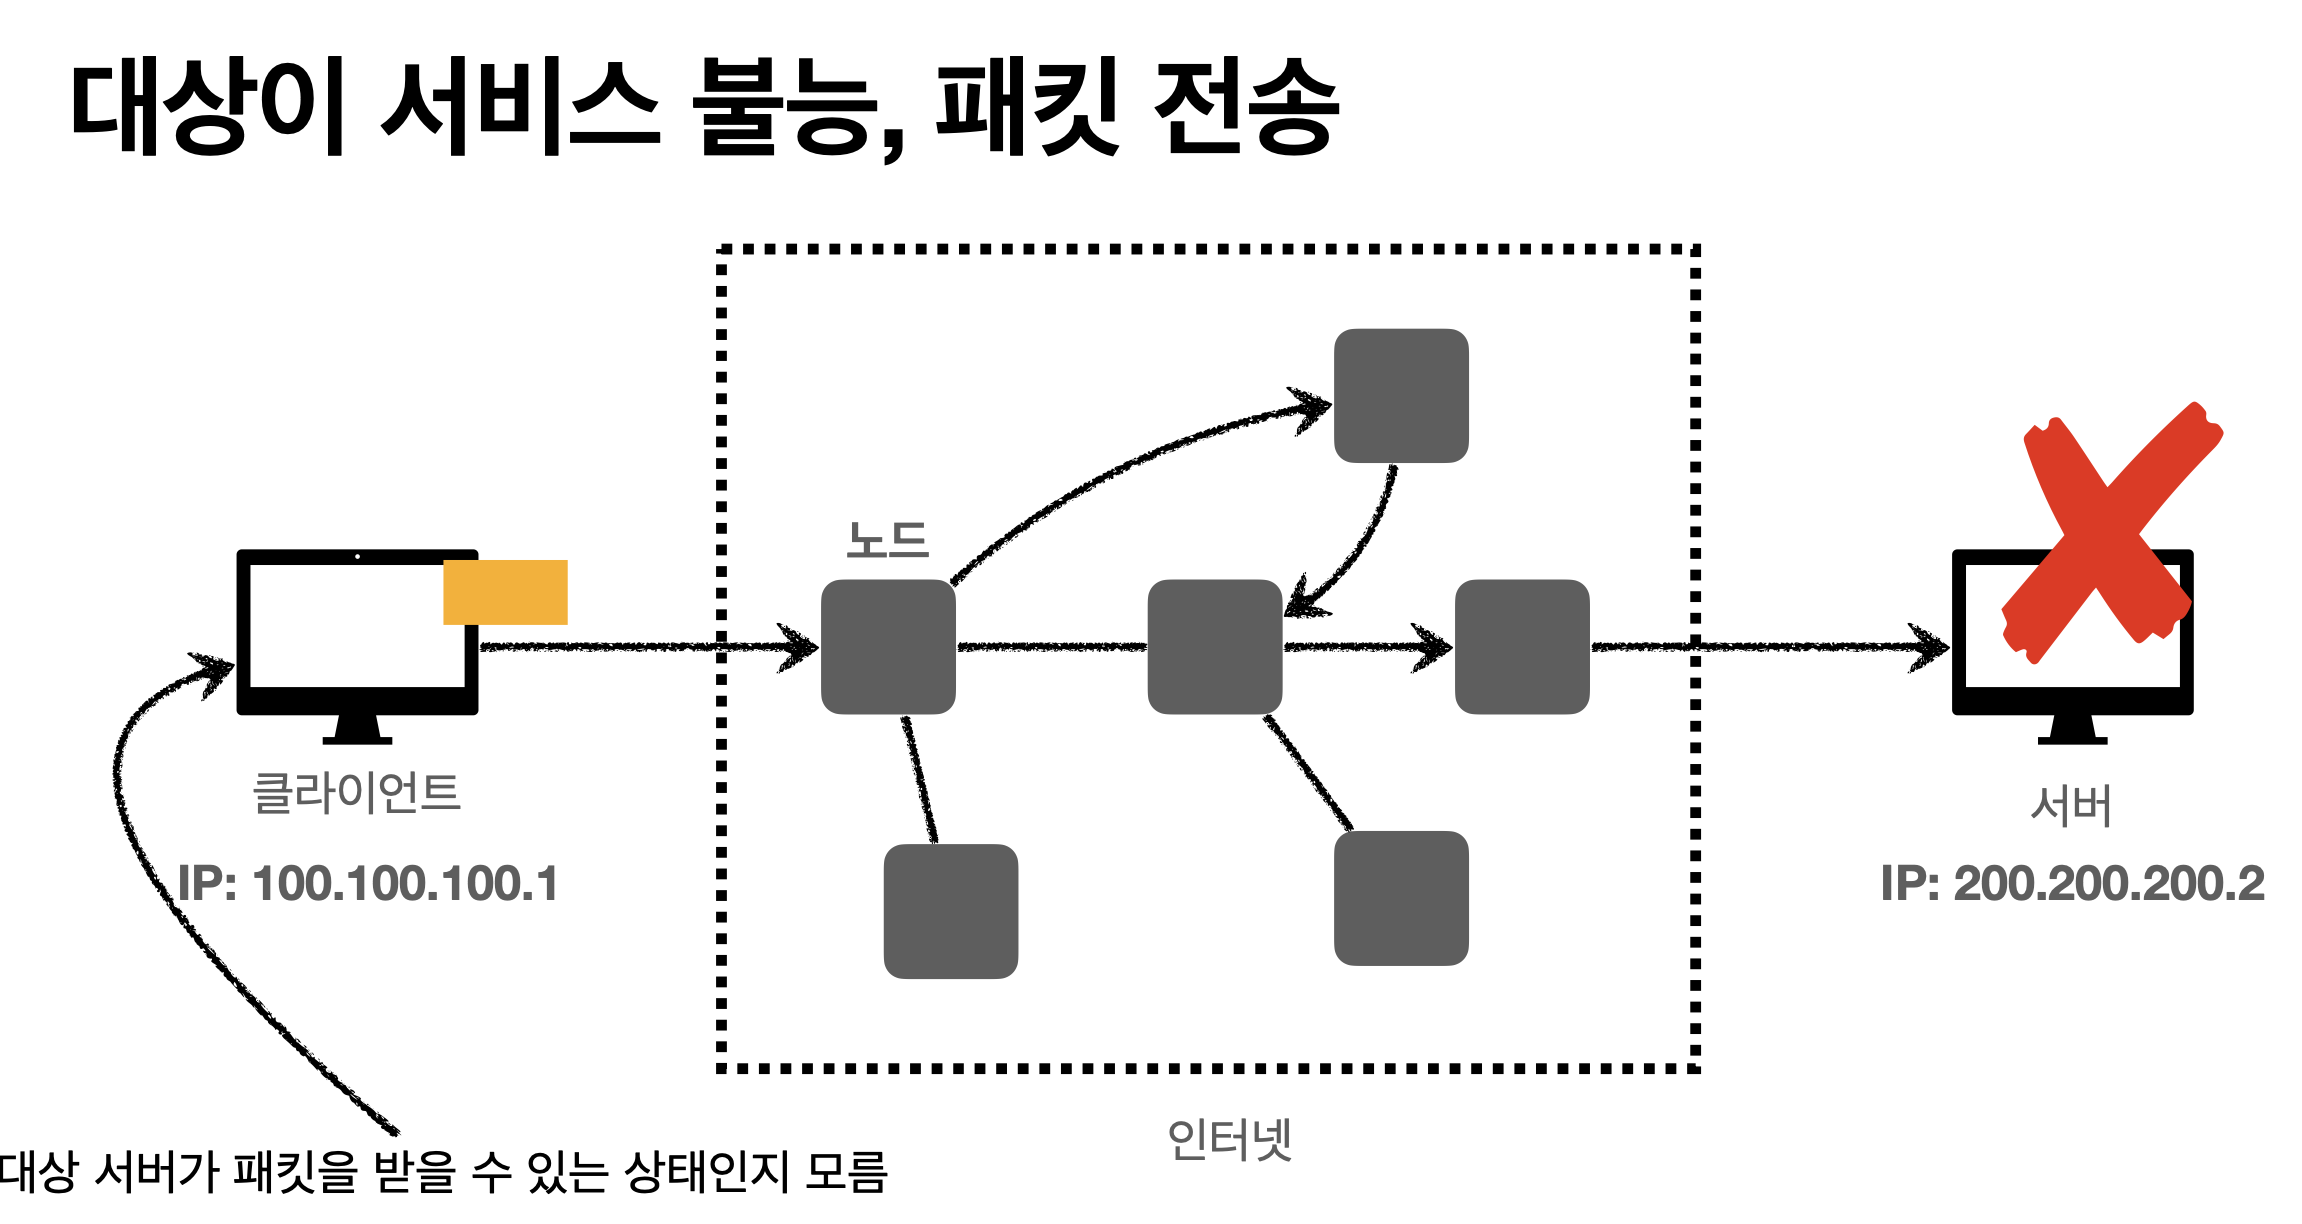 대상이 서비스 불능, 패킷 전송
노드
클라이언트
IP: 100.100.100.1
서버
IP: 200.200.200.2
인터넷
대상 서버가 패킷을 받을 수 있는 상태인지 모름